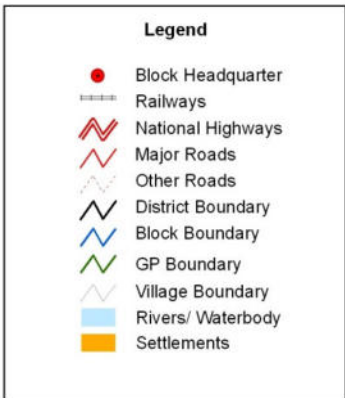 Legend
Block Headquarter
Railways
National Highways
Major Roads
Other Roads
District Boundary
Block Boundary
GP Boundary
Village Boundary
Rivers/ Waterbody
Settlements